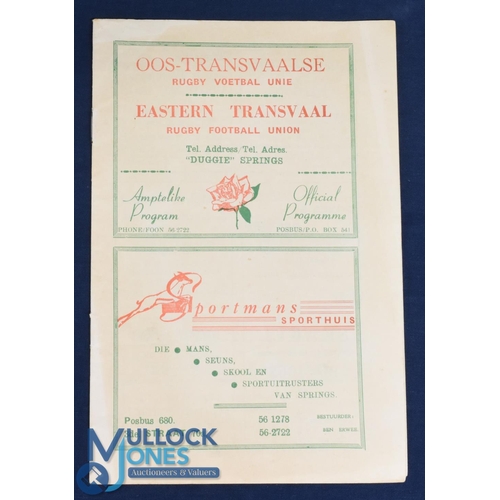 OOS-TRANSVAALSE
RUGBY VOETBAL UNIE
EASTERN TRANSVAAL
RUGBY FOOTBALL UNION
Tel. Address/Tel. Adres.
"DUGGIE" SPRINGS
Amptelike Official
Program Programme
PHONE/FOON 56 2722 POSBUS/P.O. BOX
Sportmans
SPORTHUIS
DIE MANS,
SEUNS,
SKOOL EN
SPORTUITRUSTERS
VAN SPRINGS.
Posbus 680. 56 1278 BESTUURDER:
56-2722 BEN
MULLOCK
JONES
Auctioneers & Valuers